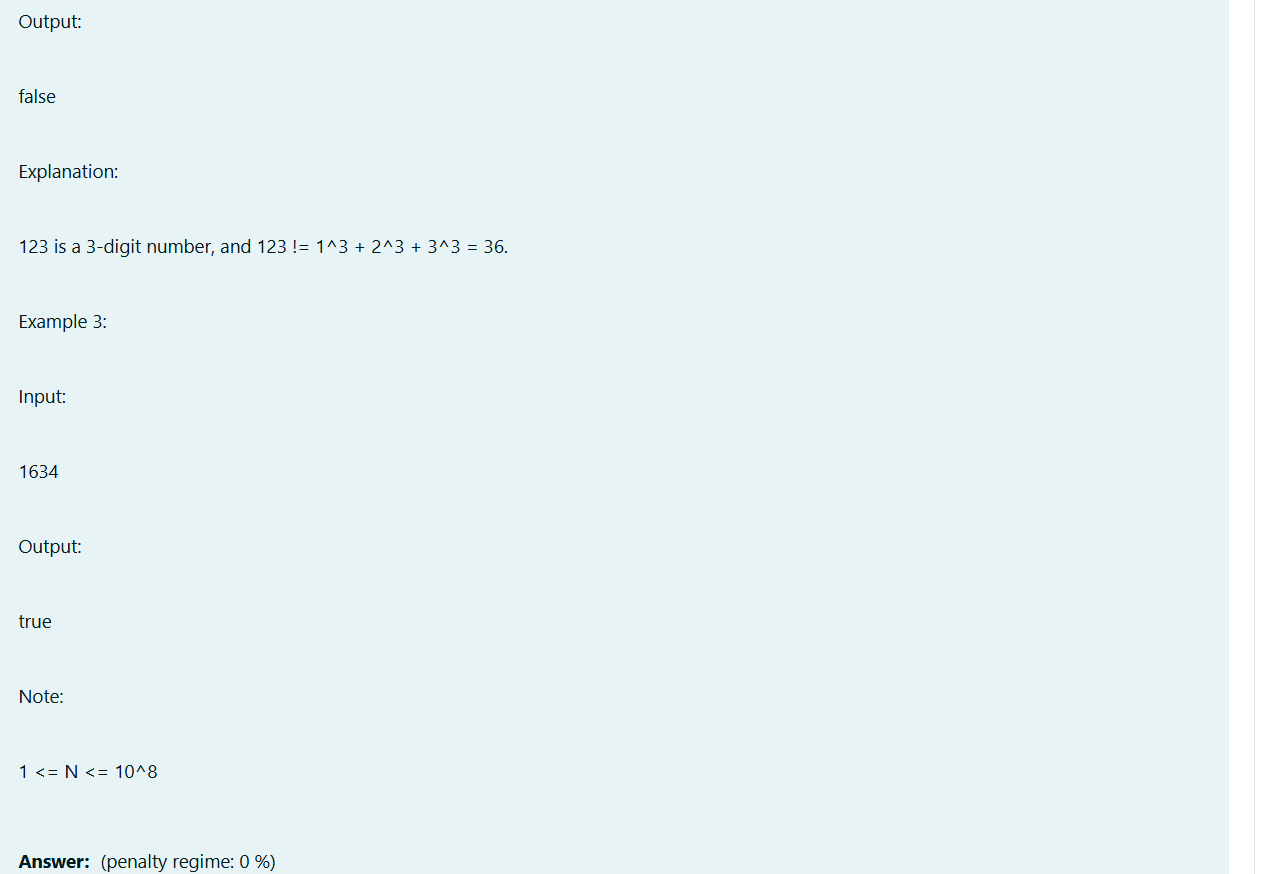 Output:
false
Explanation:
123 is a 3-digit number, and 123 != 1^3 + 2^3 + 3^3 = 36.
Example 3:
Input:
1634
Output:
true
Note:
1 <= N <= 10^8
Answer: (penalty regime: 0 %)